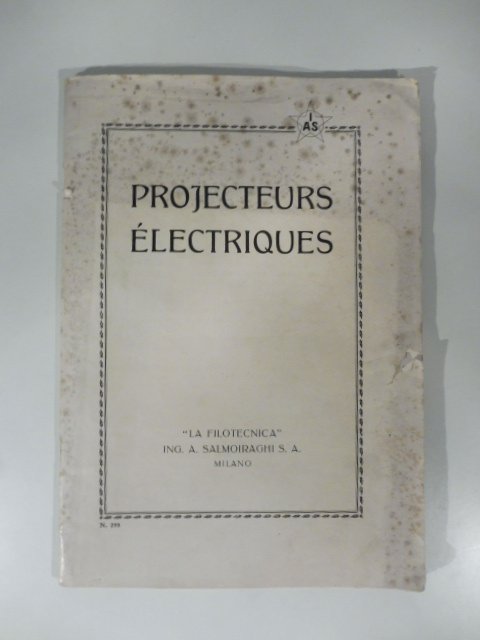 I
AS
PROJECTEURS
ÉLECTRIQUES
"LA FILOTECNICA"
ING. A. SALMOIRAGHI S. A.
MILANO